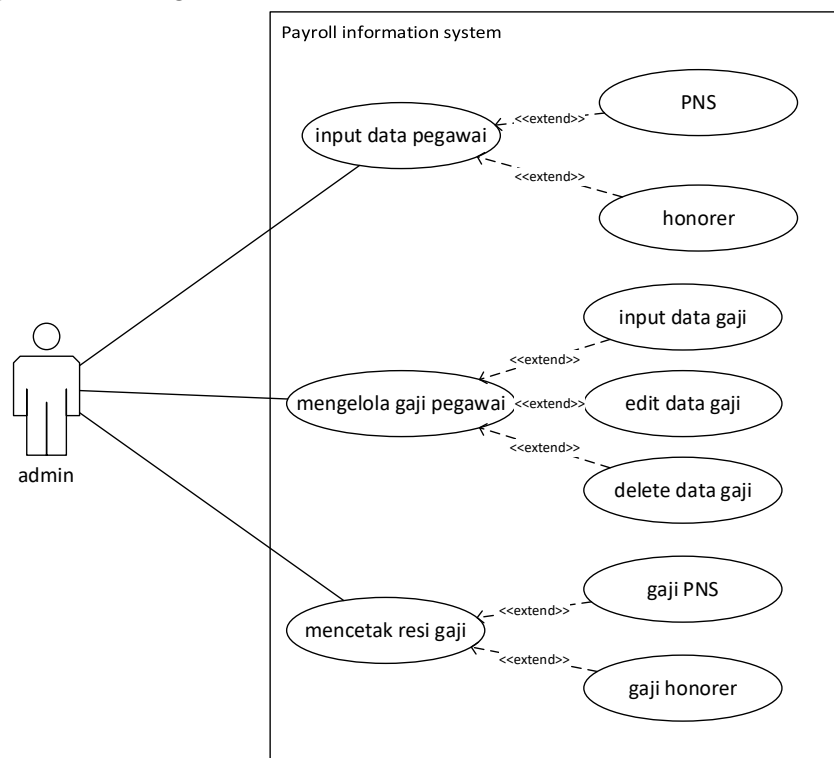 Payroll information system
PNS
<<extend>>
input data pegawai
<<extend>>
honorer
input data gaji
<<extend>>
mengelola gaji pegawai
<<extend>>
edit data gaji
<<extend>>
delete data gaji
admin
gaji PNS
<<extend>>
mencetak resi gaji
<<extend>>
gaji honorer